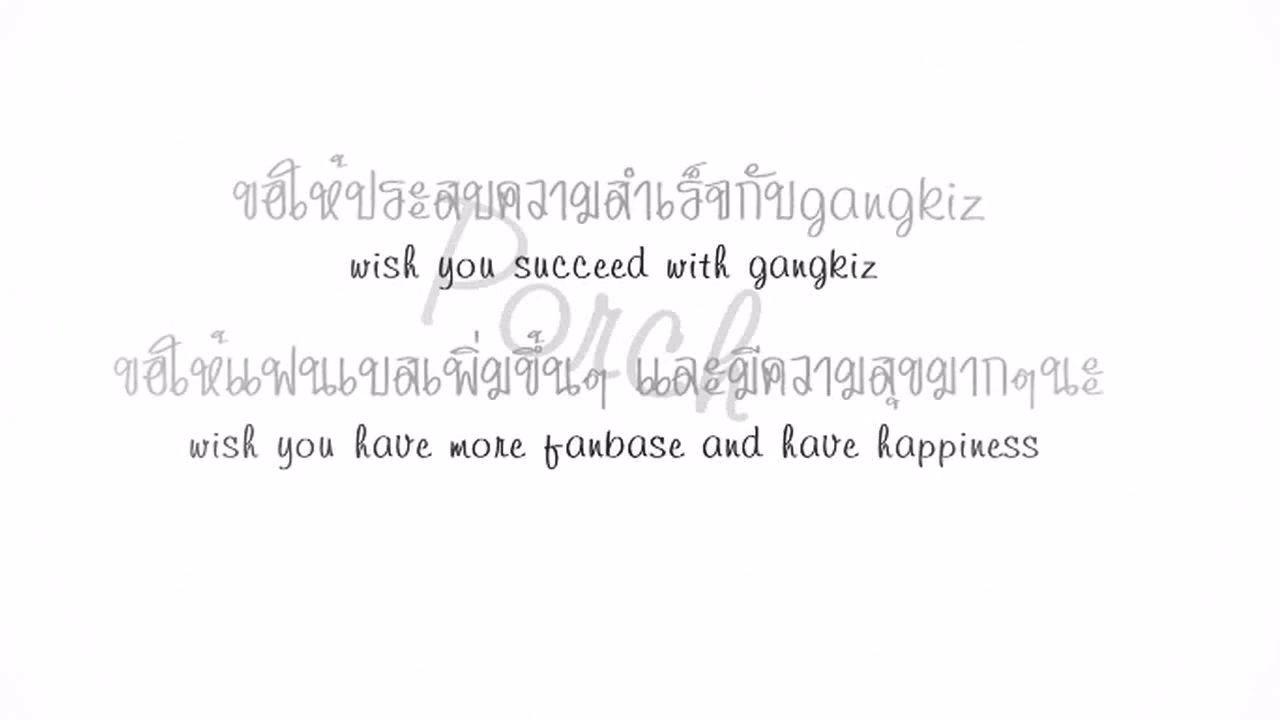 ขอให้ประสบความสำเร็จกับgangkiz
wish you succeed with gangkiz
Porch
ขอให้แฟนเบสเพิ่มขึ้นๆ และมีความสุขมากๆนะ
wish you have more fanbase and have happiness